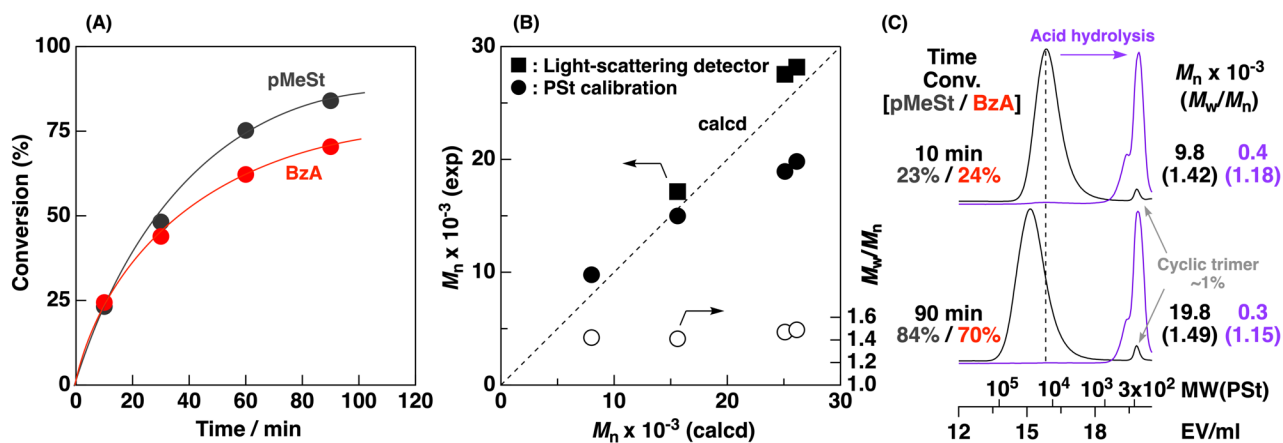 (A)
100
75
50
25
0
0 20 40 60 80 100 120
Conversion (%)
Time / min
pMeSt
BzA
(B)
30
20
10
0
0 10 20 30
Mn x 10-3 (exp)
Mn x 10-3 (calcd)
■ : Light-scattering detector
● : PSt calibration
calcd
1.6
1.4
1.2
1.0
Mw/Mn
(C)
Acid hydrolysis
Time
Conv.
[pMeSt / BzA]
Mn x 10-3
(Mw/Mn)
10 min
23% / 24%
9.8 0.4
(1.42) (1.18)
Cyclic trimer
~1%
90 min
84% / 70%
19.8 0.3
(1.49) (1.15)
105 104 103 3x102 MW(PSt)
12 15 18 EV/ml